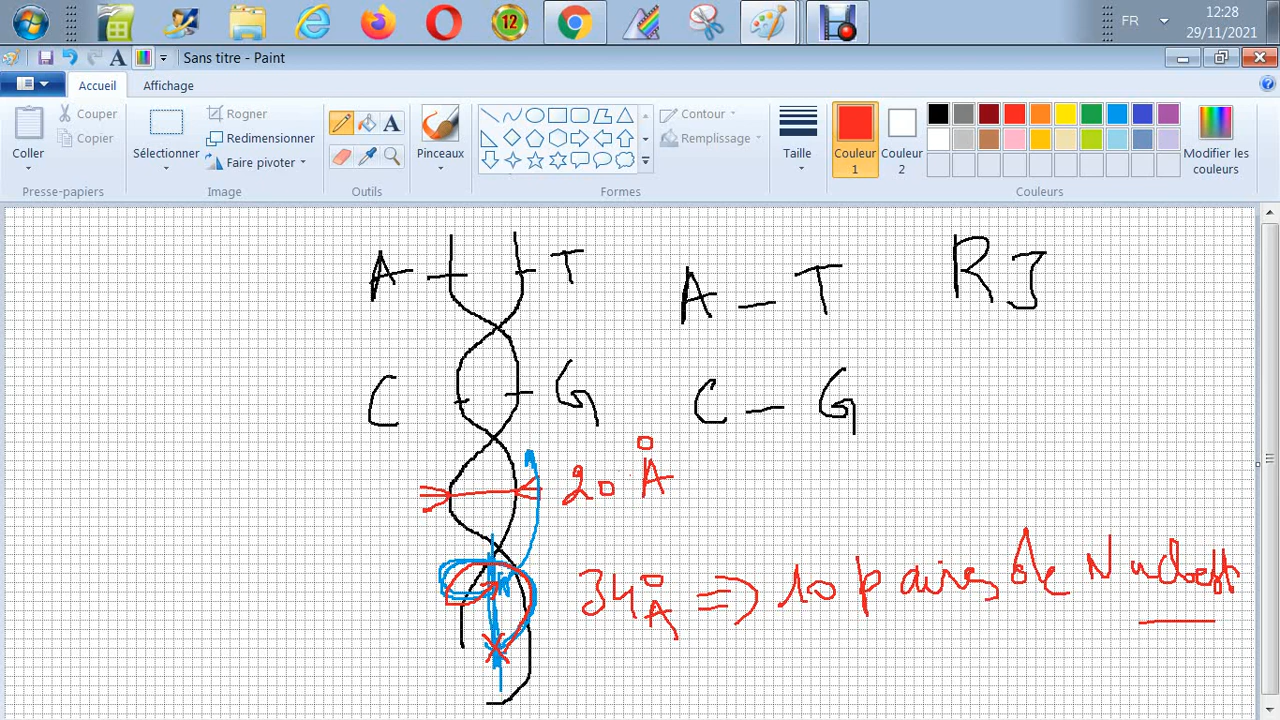 12
FR
12:28
29/11/2021
Sans titre - Paint
Accueil
Affichage
Coller
Couper
Copier
Presse-papiers
Sélectionner
Rogner
Redimensionner
Faire pivoter
Image
Outils
Pinceaux
Contour
Remplissage
Formes
Taille
Couleur
1
Couleur
2
Modifier les
couleurs
Couleurs
A
T
A - T
C
G
C - G
20 Å
34 Å ⇒ 10 paires de